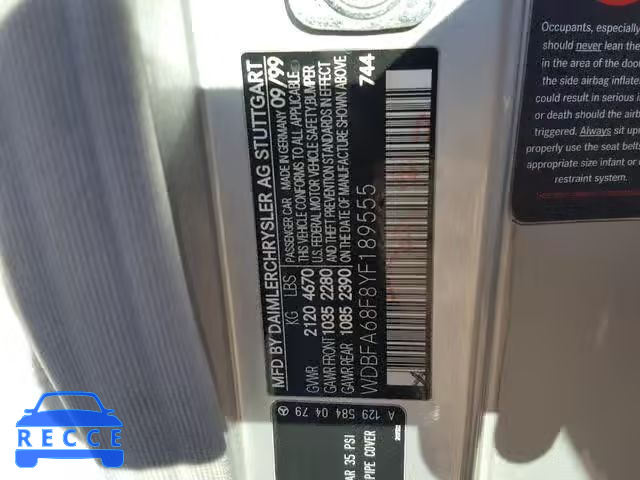 MFD BY DAIMLERCHRYSLER AG STUTTGART
PASSENGER CAR MADE IN GERMANY 09/99
KG LBS THIS VEHICLE CONFORMS TO ALL APPLICABLE
GVWR 2120 4670 U.S. FEDERAL MOTOR VEHICLE SAFETY, BUMPER
GAWR FRONT 1035 2280 AND THEFT PREVENTION STANDARDS IN EFFECT
GAWR REAR 1085 2390 ON THE DATE OF MANUFACTURE SHOWN ABOVE
WDBFA68F8YF189555 744
A 129 584 04 79
AR 35 PSI
PIPE COVER
Occupants, especially
should never lean the
in the area of the door
the side airbag inflate
could result in serious in
or death should the airb
triggered. Always sit up
properly use the seat belts
appropriate size infant or
restraint system.
RECCE